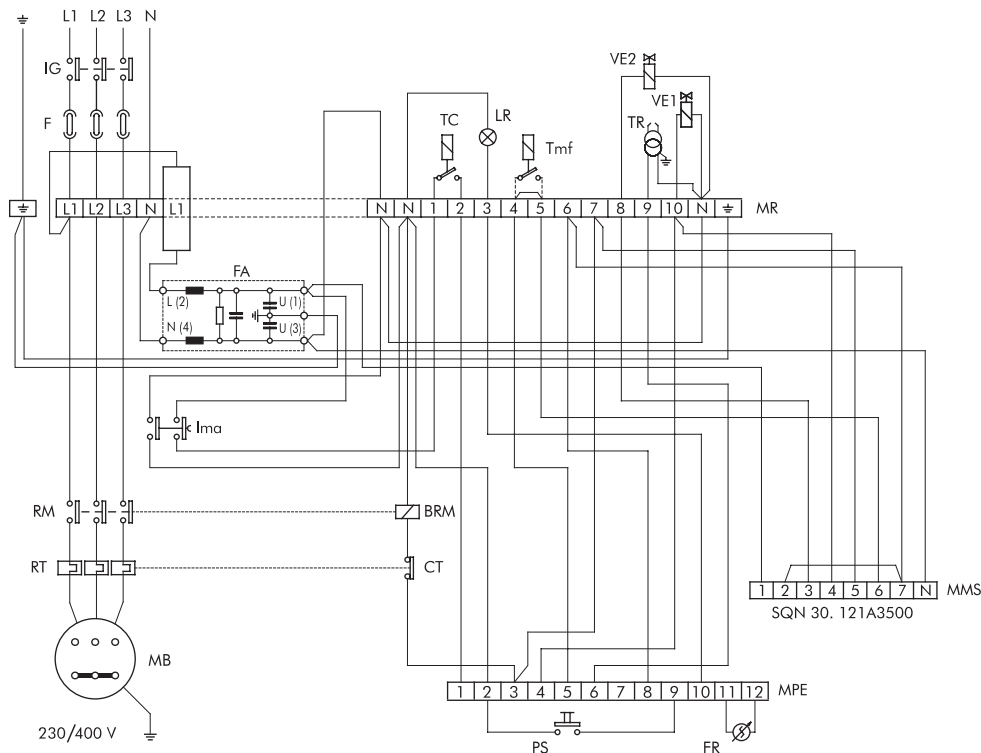 L1 L2 L3 N
IG
F
VE2
VE1
TR
TC
LR
Tmf
L1 L2 L3 N L1
N N 1 2 3 4 5 6 7 8 9 10 N
MR
FA
L (2)
U (1)
N (4)
U (3)
Ima
RM
BRM
RT
CT
1 2 3 4 5 6 7 N
MMS
SQN 30. 121A3500
MB
1 2 3 4 5 6 7 8 9 10 11 12
MPE
230/400 V
PS
FR